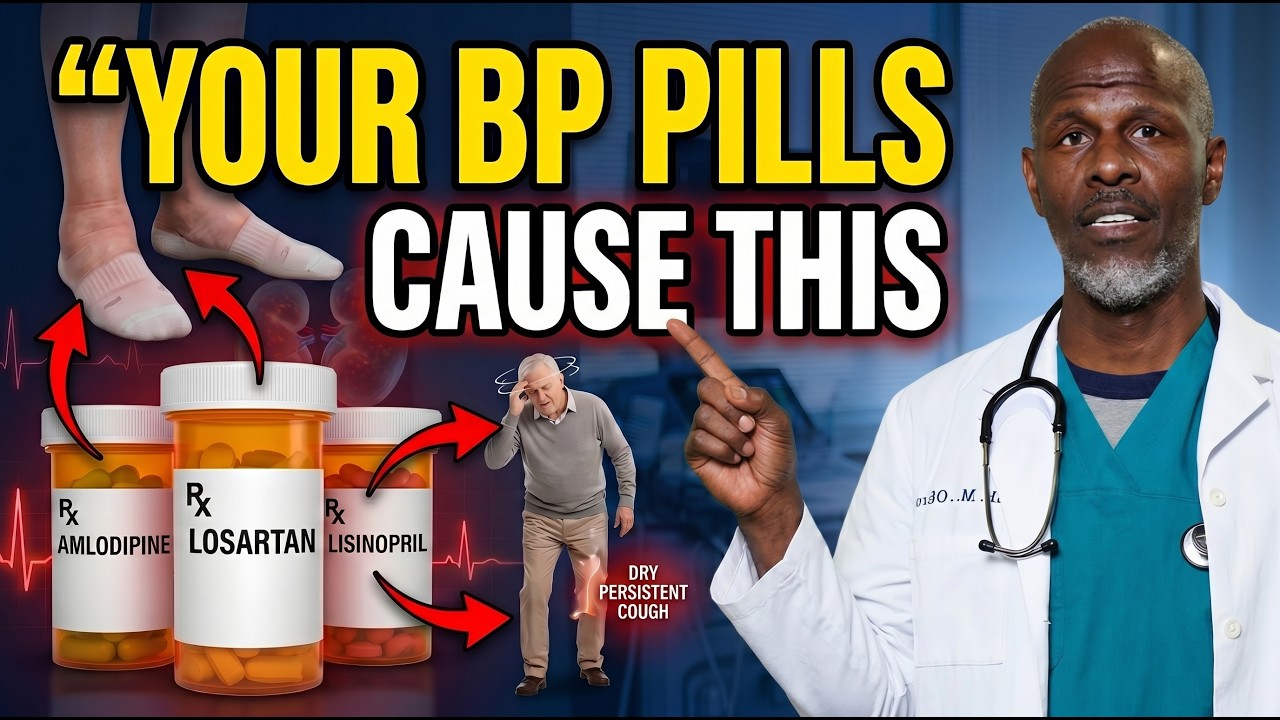 “YOUR BP PILLS
CAUSE THIS
Rx
AMLODIPINE
Rx
LOSARTAN
Rx
LISINOPRIL
DRY
PERSISTENT
COUGH